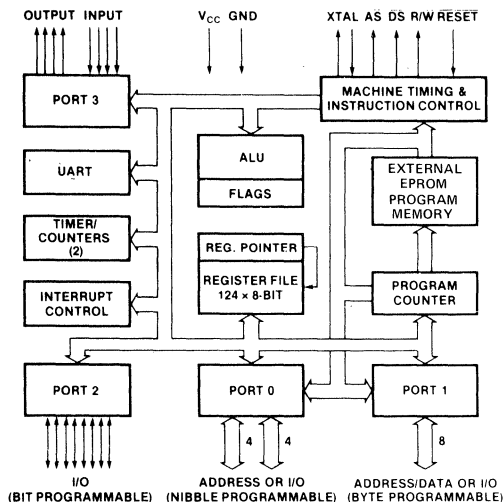 OUTPUT INPUT
VCC GND
XTAL AS DS R/W RESET
PORT 3
MACHINE TIMING &
INSTRUCTION CONTROL
ALU
FLAGS
UART
EXTERNAL
EPROM
PROGRAM
MEMORY
TIMER/
COUNTERS
(2)
REG. POINTER
REGISTER FILE
124 × 8-BIT
INTERRUPT
CONTROL
PROGRAM
COUNTER
PORT 2
PORT 0
PORT 1
4
4
8
I/O
(BIT PROGRAMMABLE)
ADDRESS OR I/O
(NIBBLE PROGRAMMABLE)
ADDRESS/DATA OR I/O
(BYTE PROGRAMMABLE)